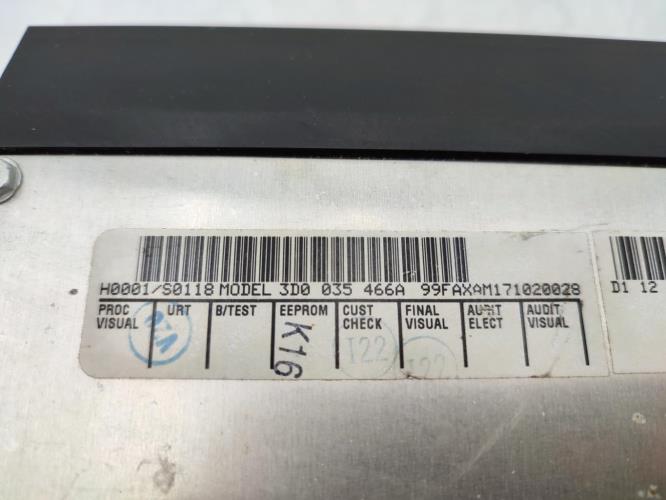 H0001/S0118 MODEL 3D0 035 466A 99FAXAM171020028
PROC VISUAL
URT
B/TEST
EEPROM
CUST CHECK
FINAL VISUAL
AUDIT ELECT
AUDIT VISUAL
K16
I22
I22
D1 12